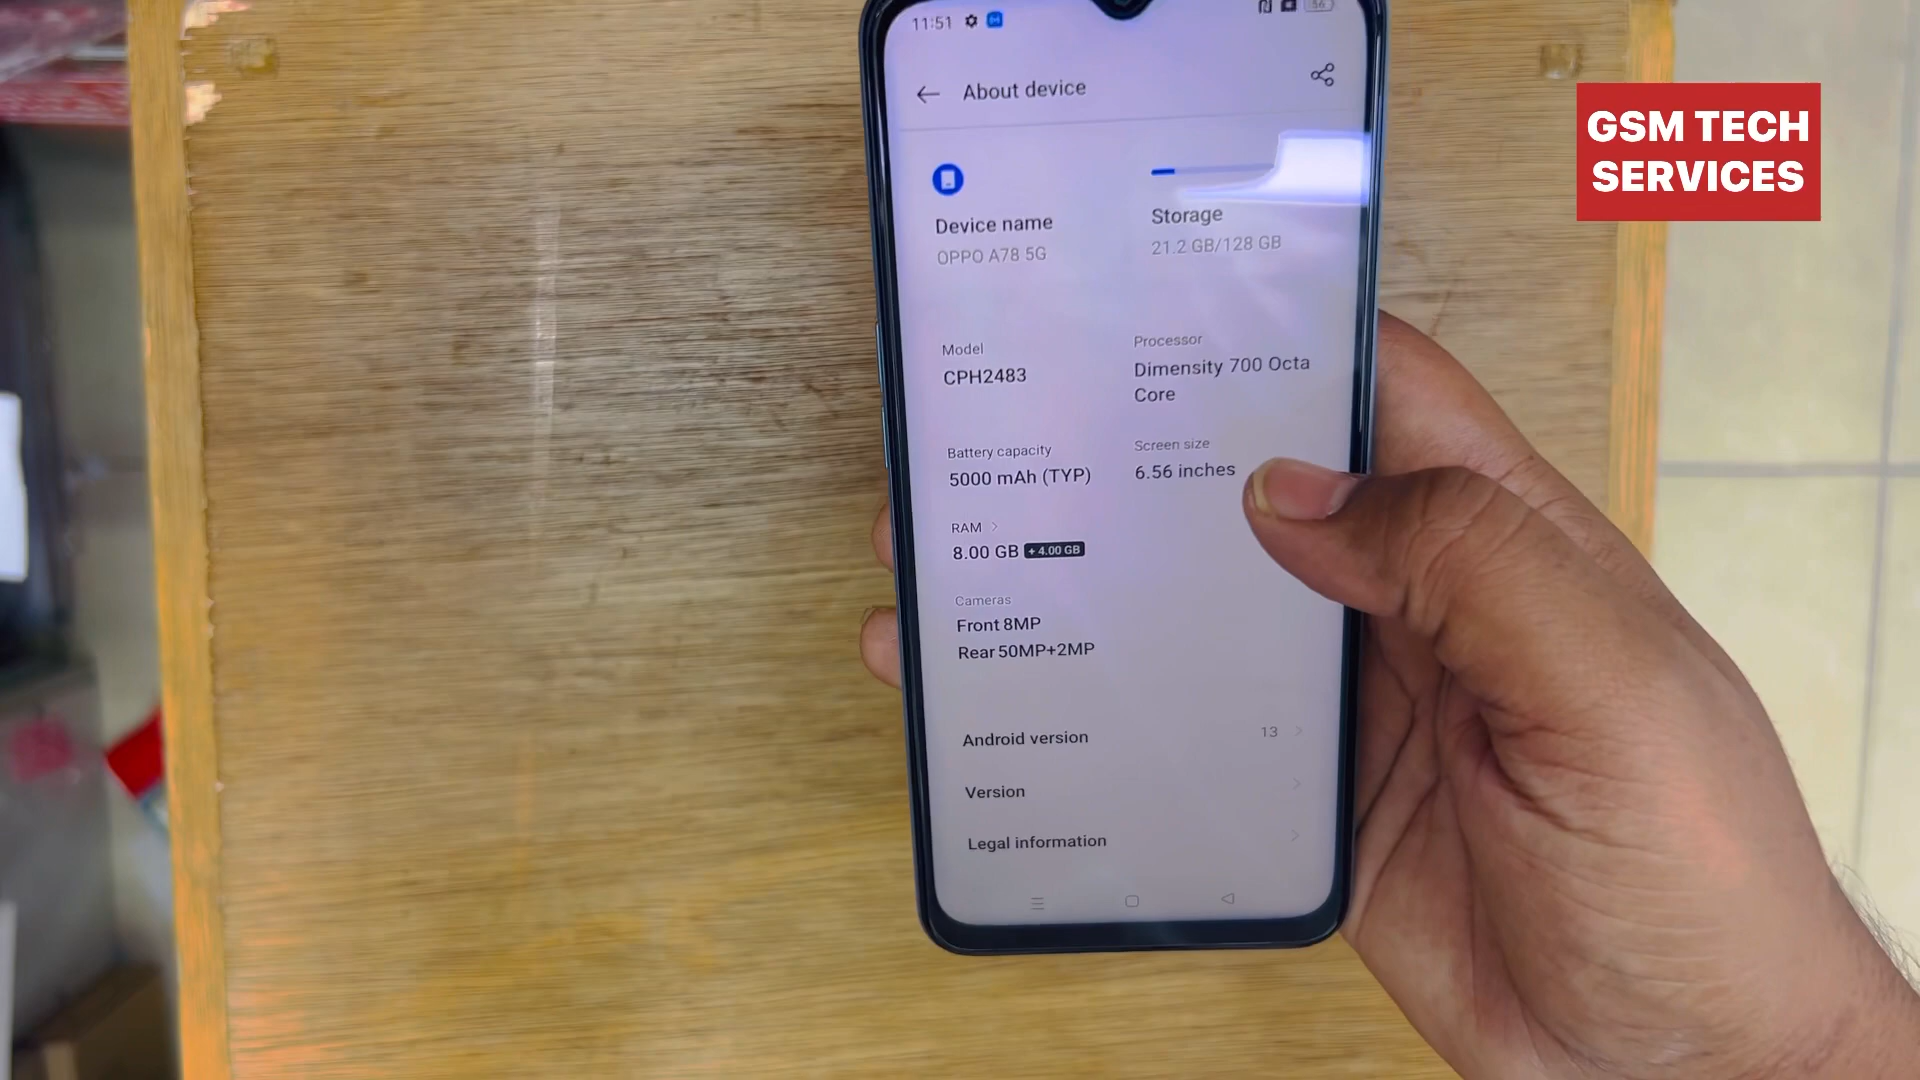 11:51
56
About device
Device name
OPPO A78 5G
Storage
21.2 GB/128 GB
Model
CPH2483
Processor
Dimensity 700 Octa
Core
Battery capacity
5000 mAh (TYP)
Screen size
6.56 inches
RAM
8.00 GB + 4.00 GB
Cameras
Front 8MP
Rear 50MP+2MP
Android version 13
Version
Legal information
GSM TECH
SERVICES